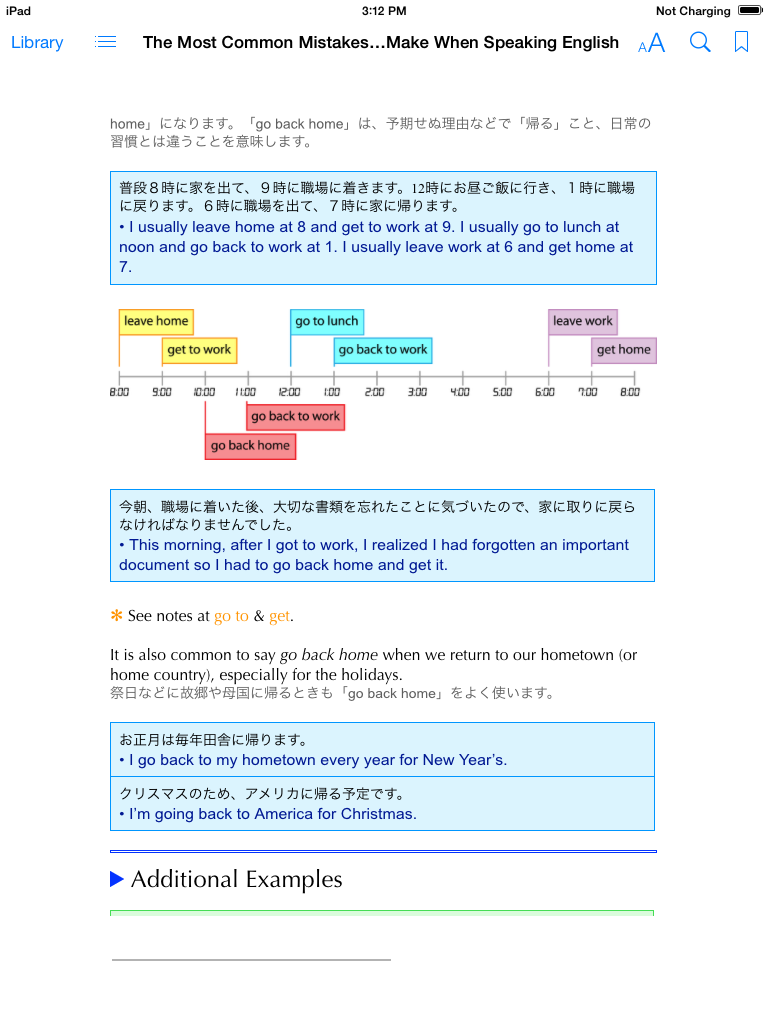 iPad 3:12 PM Not Charging
Library The Most Common Mistakes…Make When Speaking English AA
home」になります。「go back home」は、予期せぬ理由などで「帰る」こと、日常の
習慣とは違うことを意味します。
普段８時に家を出て、９時に職場に着きます。12時にお昼ご飯に行き、１時に職場
に戻ります。６時に職場を出て、７時に家に帰ります。
• I usually leave home at 8 and get to work at 9. I usually go to lunch at
noon and go back to work at 1. I usually leave work at 6 and get home at
7.
leave home go to lunch leave work
get to work go back to work get home
8:00 9:00 10:00 11:00 12:00 1:00 2:00 3:00 4:00 5:00 6:00 7:00 8:00
go back to work
go back home
今朝、職場に着いた後、大切な書類を忘れたことに気づいたので、家に取りに戻ら
なければなりませんでした。
• This morning, after I got to work, I realized I had forgotten an important
document so I had to go back home and get it.
✻ See notes at go to & get.
It is also common to say go back home when we return to our hometown (or
home country), especially for the holidays.
祭日などに故郷や母国に帰るときも「go back home」をよく使います。
お正月は毎年田舎に帰ります。
• I go back to my hometown every year for New Year’s.
クリスマスのため、アメリカに帰る予定です。
• I’m going back to America for Christmas.
▶ Additional Examples